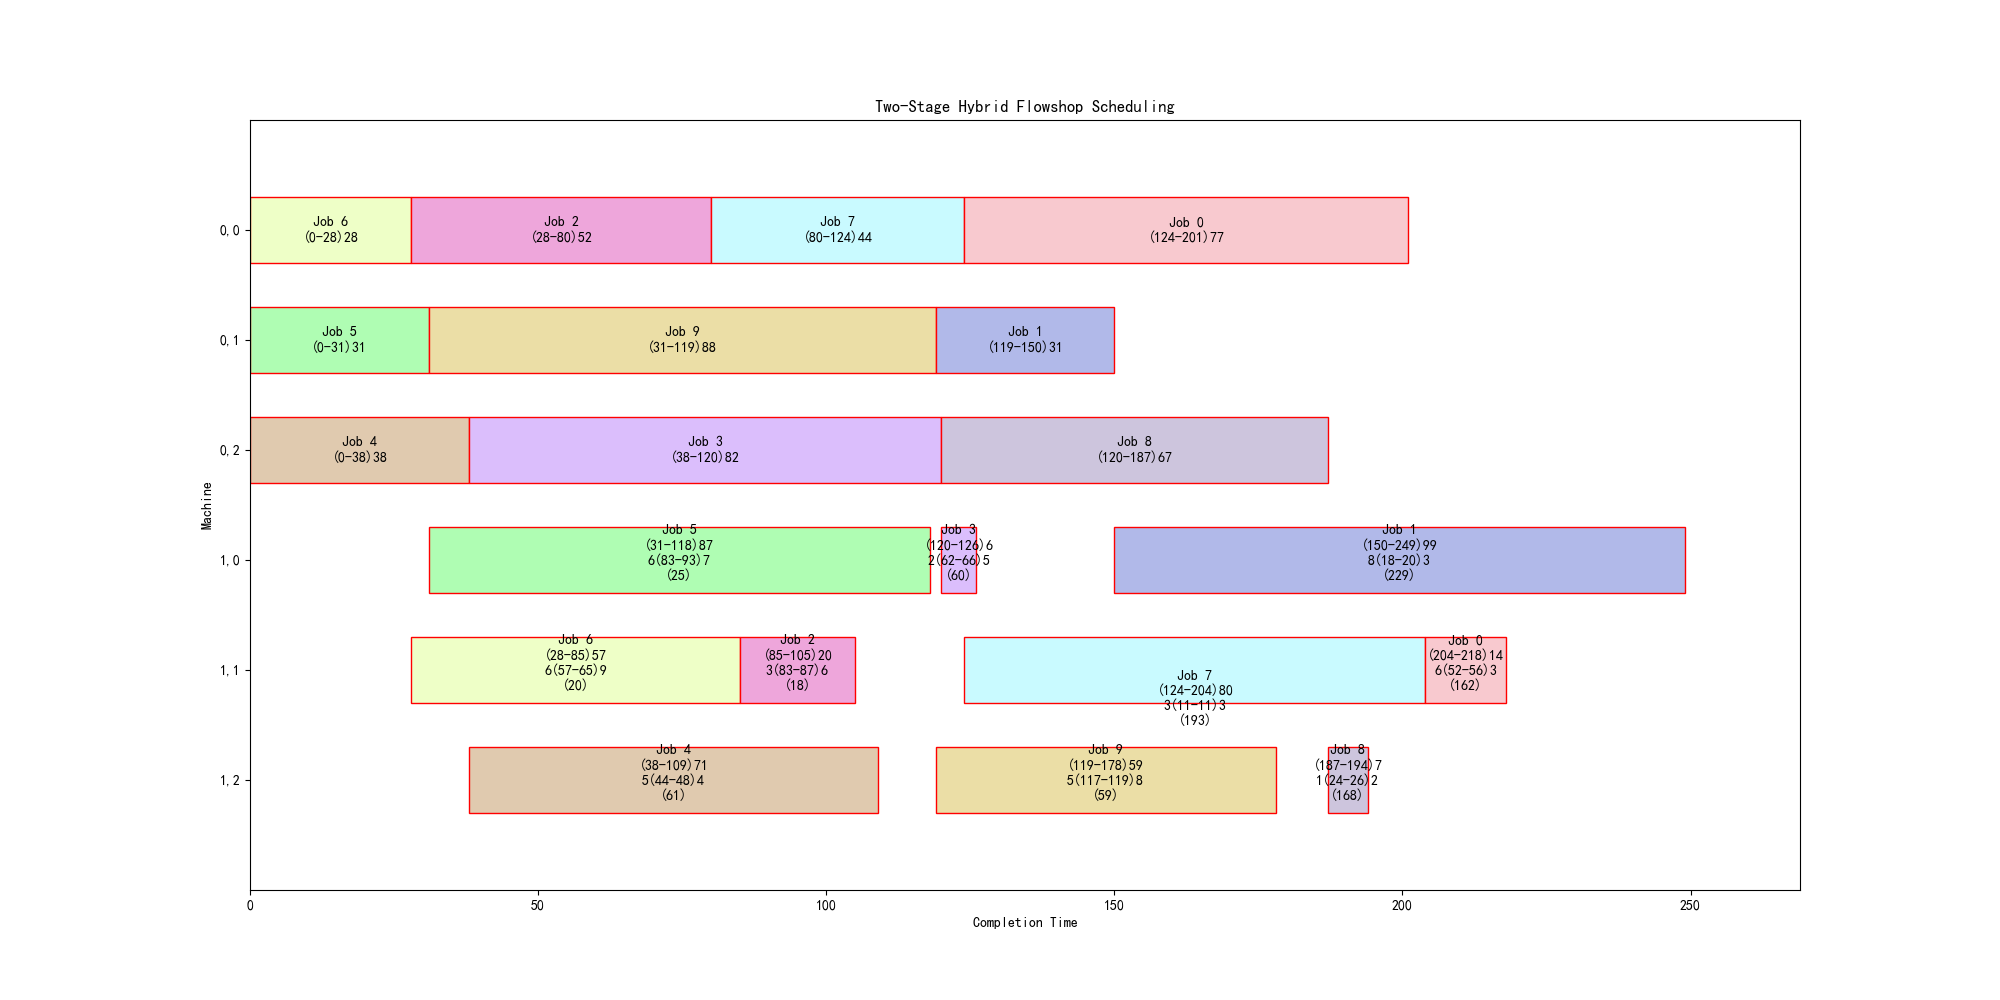 Two-Stage Hybrid Flowshop Scheduling
Machine
0,0
Job 6
(0-28)28
Job 2
(28-80)52
Job 7
(80-124)44
Job 0
(124-201)77
0,1
Job 5
(0-31)31
Job 9
(31-119)88
Job 1
(119-150)31
0,2
Job 4
(0-38)38
Job 3
(38-120)82
Job 8
(120-187)67
1,0
Job 5
(31-118)87
6(83-93)7
(25)
Job 3
(120-126)6
2(62-66)5
(60)
Job 1
(150-249)99
8(18-20)3
(229)
1,1
Job 6
(28-85)57
6(57-65)9
(20)
Job 2
(85-105)20
3(83-87)6
(18)
Job 7
(124-204)80
3(11-11)3
(193)
Job 0
(204-218)14
6(52-56)3
(162)
1,2
Job 4
(38-109)71
5(44-48)4
(61)
Job 9
(119-178)59
5(117-119)8
(59)
Job 8
(187-194)7
1(24-26)2
(168)
0
50
100
150
200
250
Completion Time